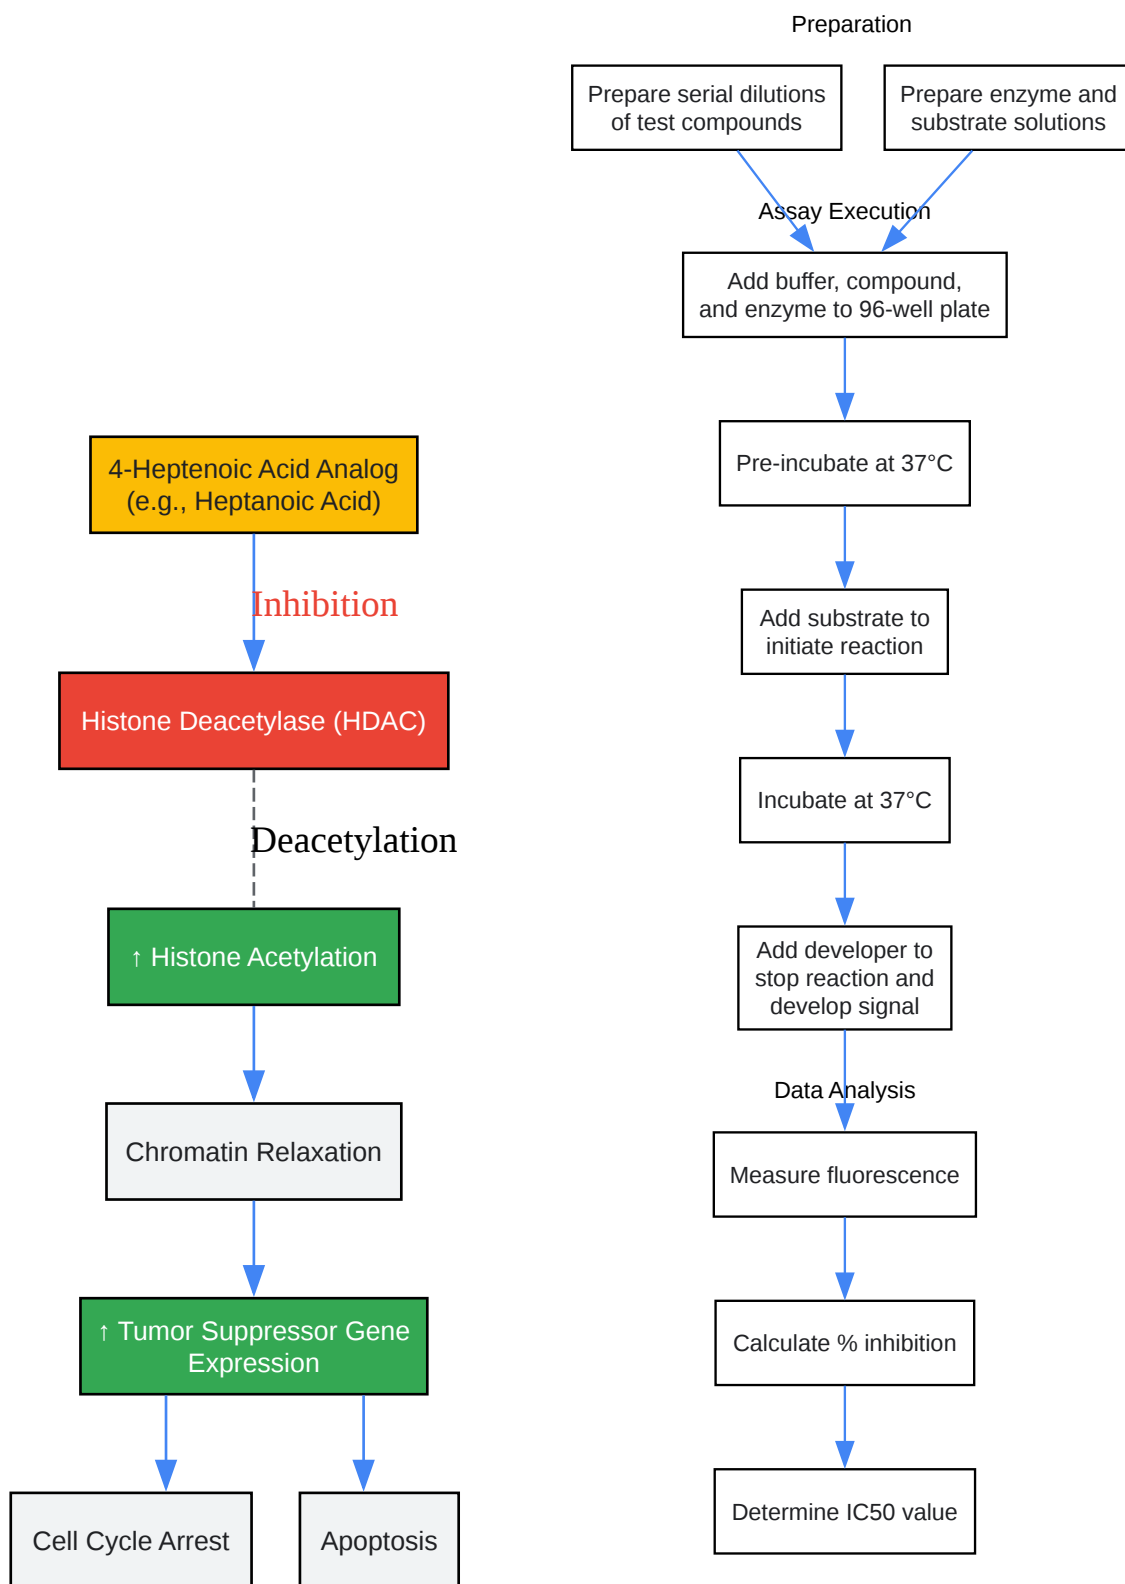 4-Heptenoic Acid Analog
(e.g., Heptanoic Acid)
Inhibition
Histone Deacetylase (HDAC)
Deacetylation
↑ Histone Acetylation
Chromatin Relaxation
↑ Tumor Suppressor Gene
Expression
Cell Cycle Arrest
Apoptosis
Preparation
Prepare serial dilutions
of test compounds
Prepare enzyme and
substrate solutions
Assay Execution
Add buffer, compound,
and enzyme to 96-well plate
Pre-incubate at 37°C
Add substrate to
initiate reaction
Incubate at 37°C
Add developer to
stop reaction and
develop signal
Data Analysis
Measure fluorescence
Calculate % inhibition
Determine IC50 value